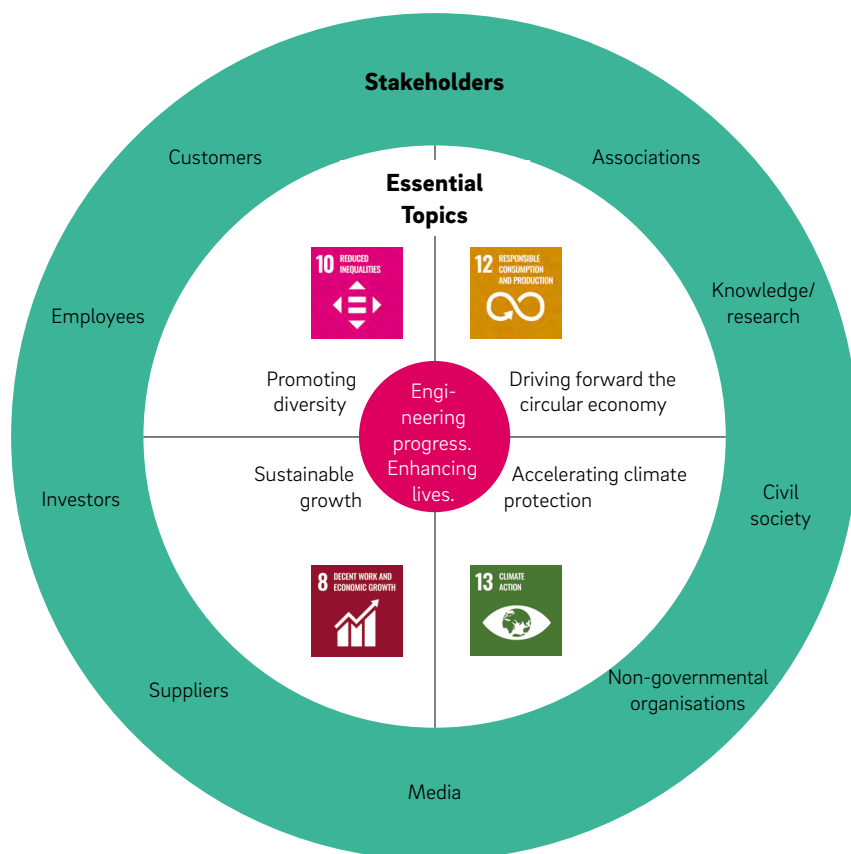 Stakeholders
Customers
Associations
Essential
Topics
10 REDUCED
INEQUALITIES
12 RESPONSIBLE
CONSUMPTION
AND PRODUCTION
Employees
Knowledge/
research
Promoting
diversity
Driving forward the
circular economy
Engi-
neering
progress.
Enhancing
lives.
Sustainable
growth
Accelerating climate
protection
Investors
Civil
society
8 DECENT WORK AND
ECONOMIC GROWTH
13 CLIMATE
ACTION
Suppliers
Non-governmental
organisations
Media